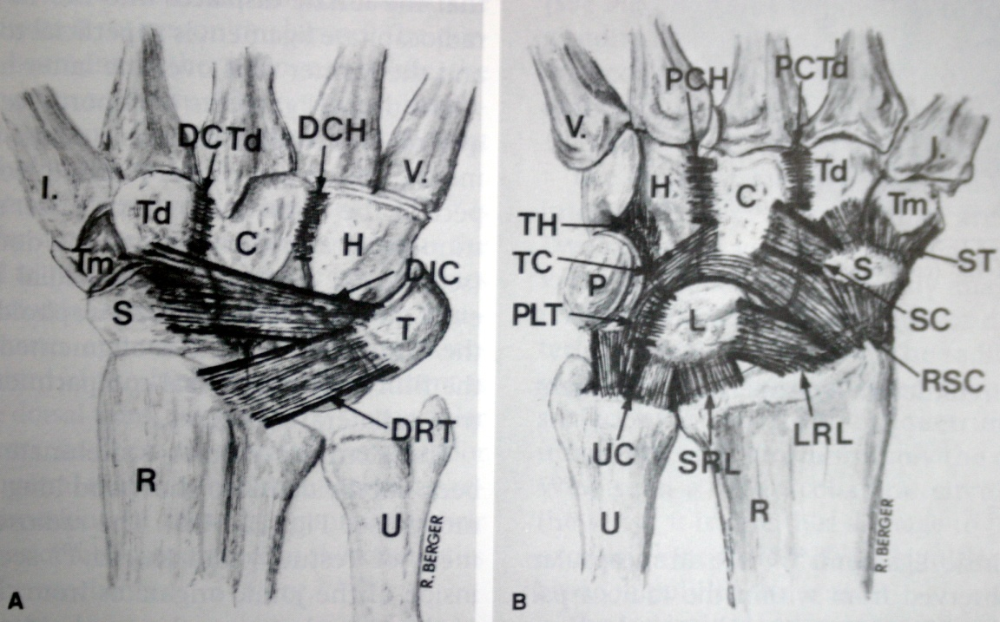 DCTd
DCH
I.
V.
Td
C
H
Tm
DIC
S
T
DRT
R
U
R. BERGER
A
PCH
PCTd
V.
I.
H
C
Td
Tm
TH
TC
P
S
ST
PLT
L
SC
RSC
LRL
UC
SRL
U
R
R. BERGER
B